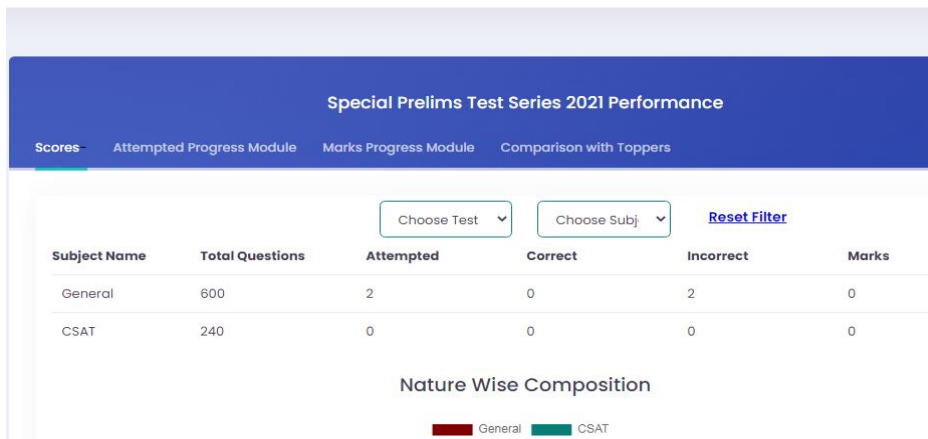 Special Prelims Test Series 2021 Performance
Scores- Attempted Progress Module Marks Progress Module Comparison with Toppers
Choose Test Choose Subj Reset Filter
Subject Name Total Questions Attempted Correct Incorrect Marks
General 600 2 0 2 0
CSAT 240 0 0 0 0
Nature Wise Composition
General CSAT